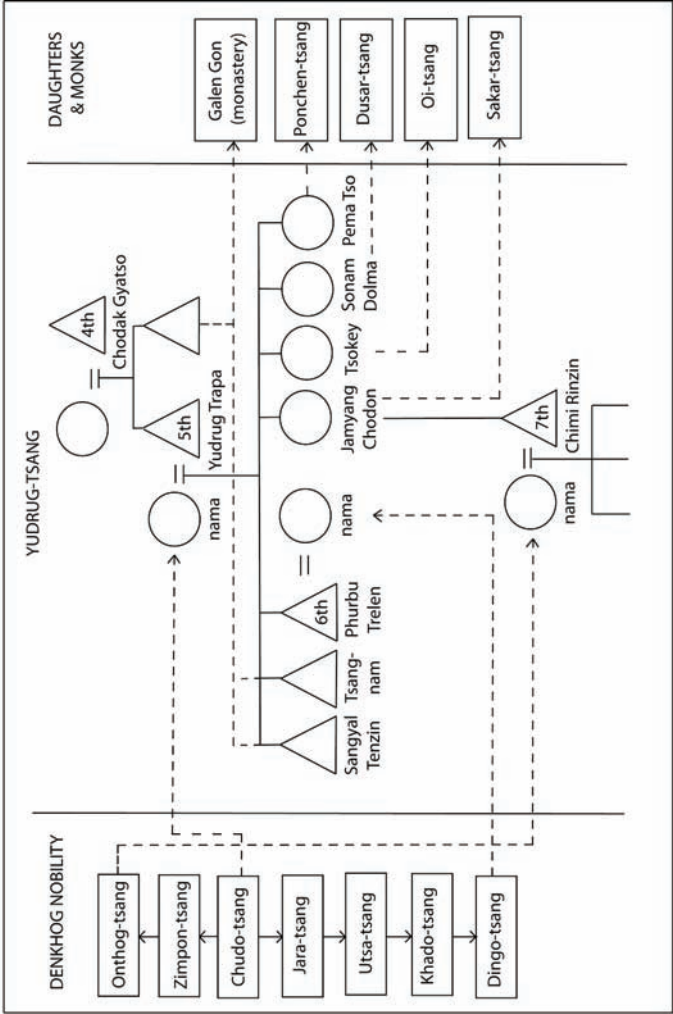 DENKHOG NOBILITY
Onthog-tsang
Zimpon-tsang
Chudo-tsang
Jara-tsang
Utsa-tsang
Khado-tsang
Dingo-tsang
YUDRUG-TSANG
4th
Chodak Gyatso
5th
Yudrug Trapa
nama
Sangyal
Tenzin
Tsang-
nam
6th
Phurbu
Trelen
nama
Jamyang
Chodon
Tsokey
Sonam
Dolma
Pema Tso
7th
Chimi Rinzin
nama
DAUGHTERS
& MONKS
Galen Gon
(monastery)
Ponchen-tsang
Dusar-tsang
Oi-tsang
Sakar-tsang